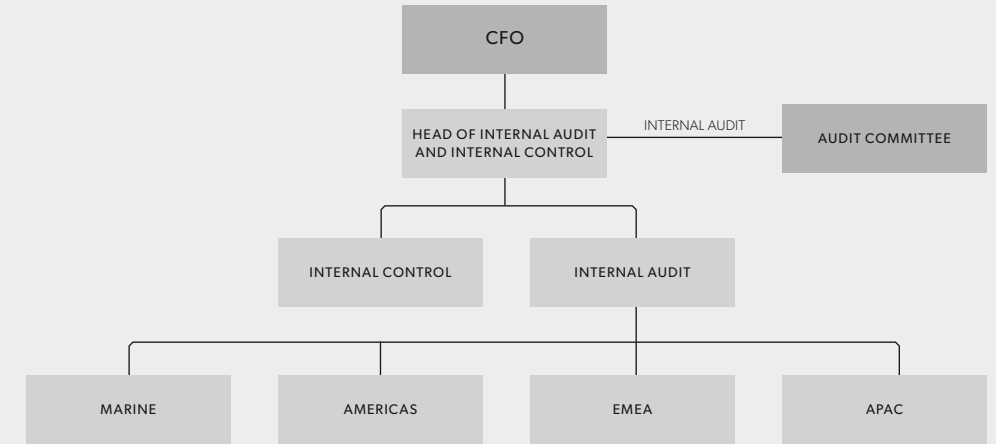 CFO
HEAD OF INTERNAL AUDIT
AND INTERNAL CONTROL
INTERNAL AUDIT
AUDIT COMMITTEE
INTERNAL CONTROL
INTERNAL AUDIT
MARINE
AMERICAS
EMEA
APAC